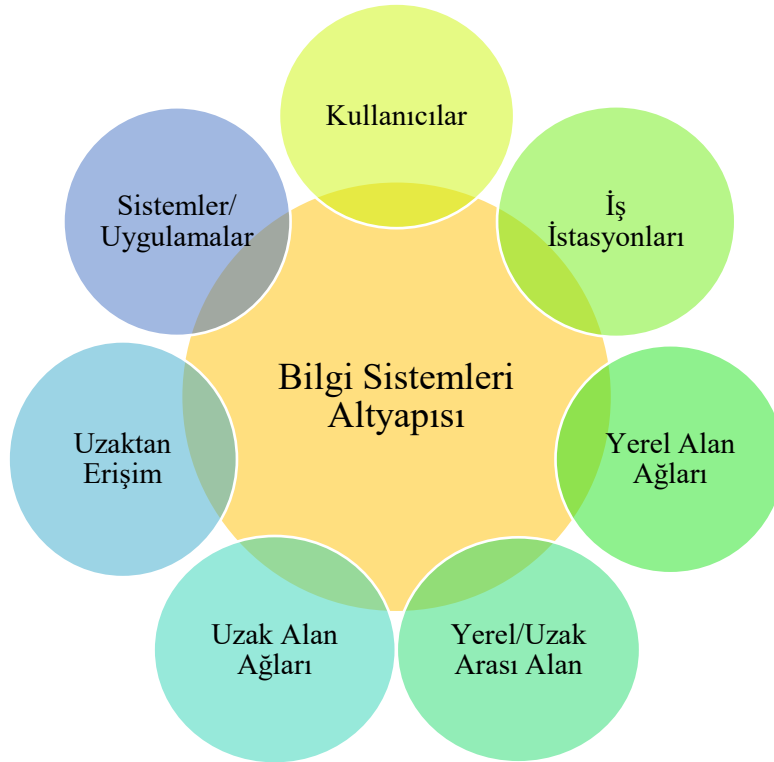 Kullanıcılar
İş
İstasyonları
Yerel Alan
Ağları
Yerel/Uzak
Arası Alan
Uzak Alan
Ağları
Uzaktan
Erişim
Sistemler/
Uygulamalar
Bilgi Sistemleri
Altyapısı